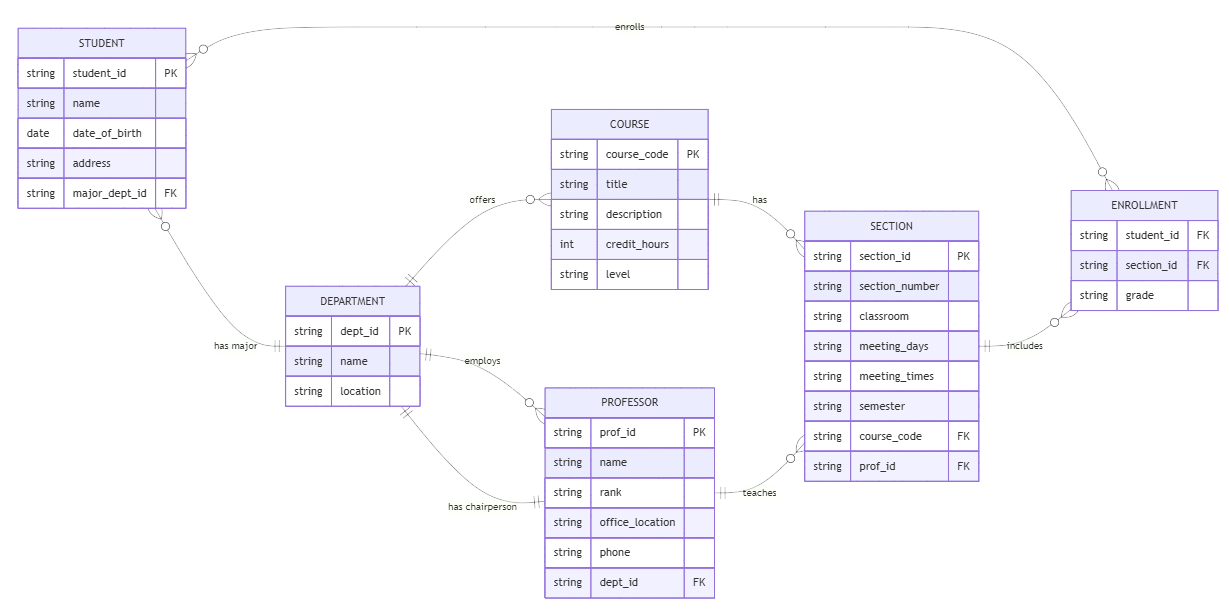 enrolls
STUDENT
string student_id PK
string name
date date_of_birth
string address
string major_dept_id FK
COURSE
string course_code PK
string title
string description
int credit_hours
string level
offers
has
has major
DEPARTMENT
string dept_id PK
string name
string location
employs
has chairperson
PROFESSOR
string prof_id PK
string name
string rank
string office_location
string phone
string dept_id FK
teaches
SECTION
string section_id PK
string section_number
string classroom
string meeting_days
string meeting_times
string semester
string course_code FK
string prof_id FK
includes
ENROLLMENT
string student_id FK
string section_id FK
string grade